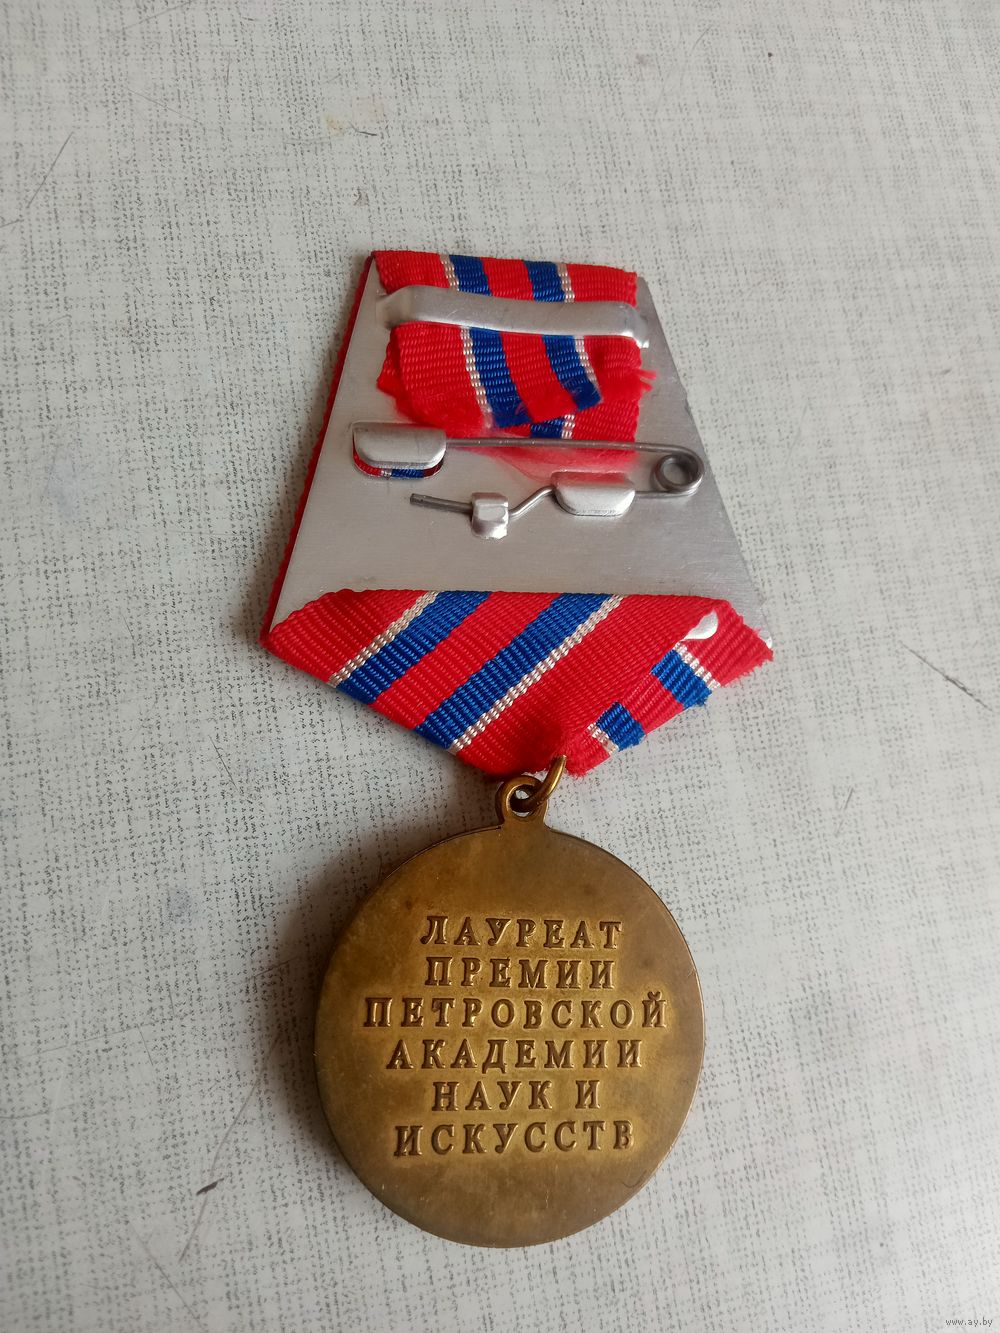 ЛАУРЕАТ
ПРЕМИИ
ПЕТРОВСКОЙ
АКАДЕМИИ
НАУК И
ИСКУССТВ
www.ay.by